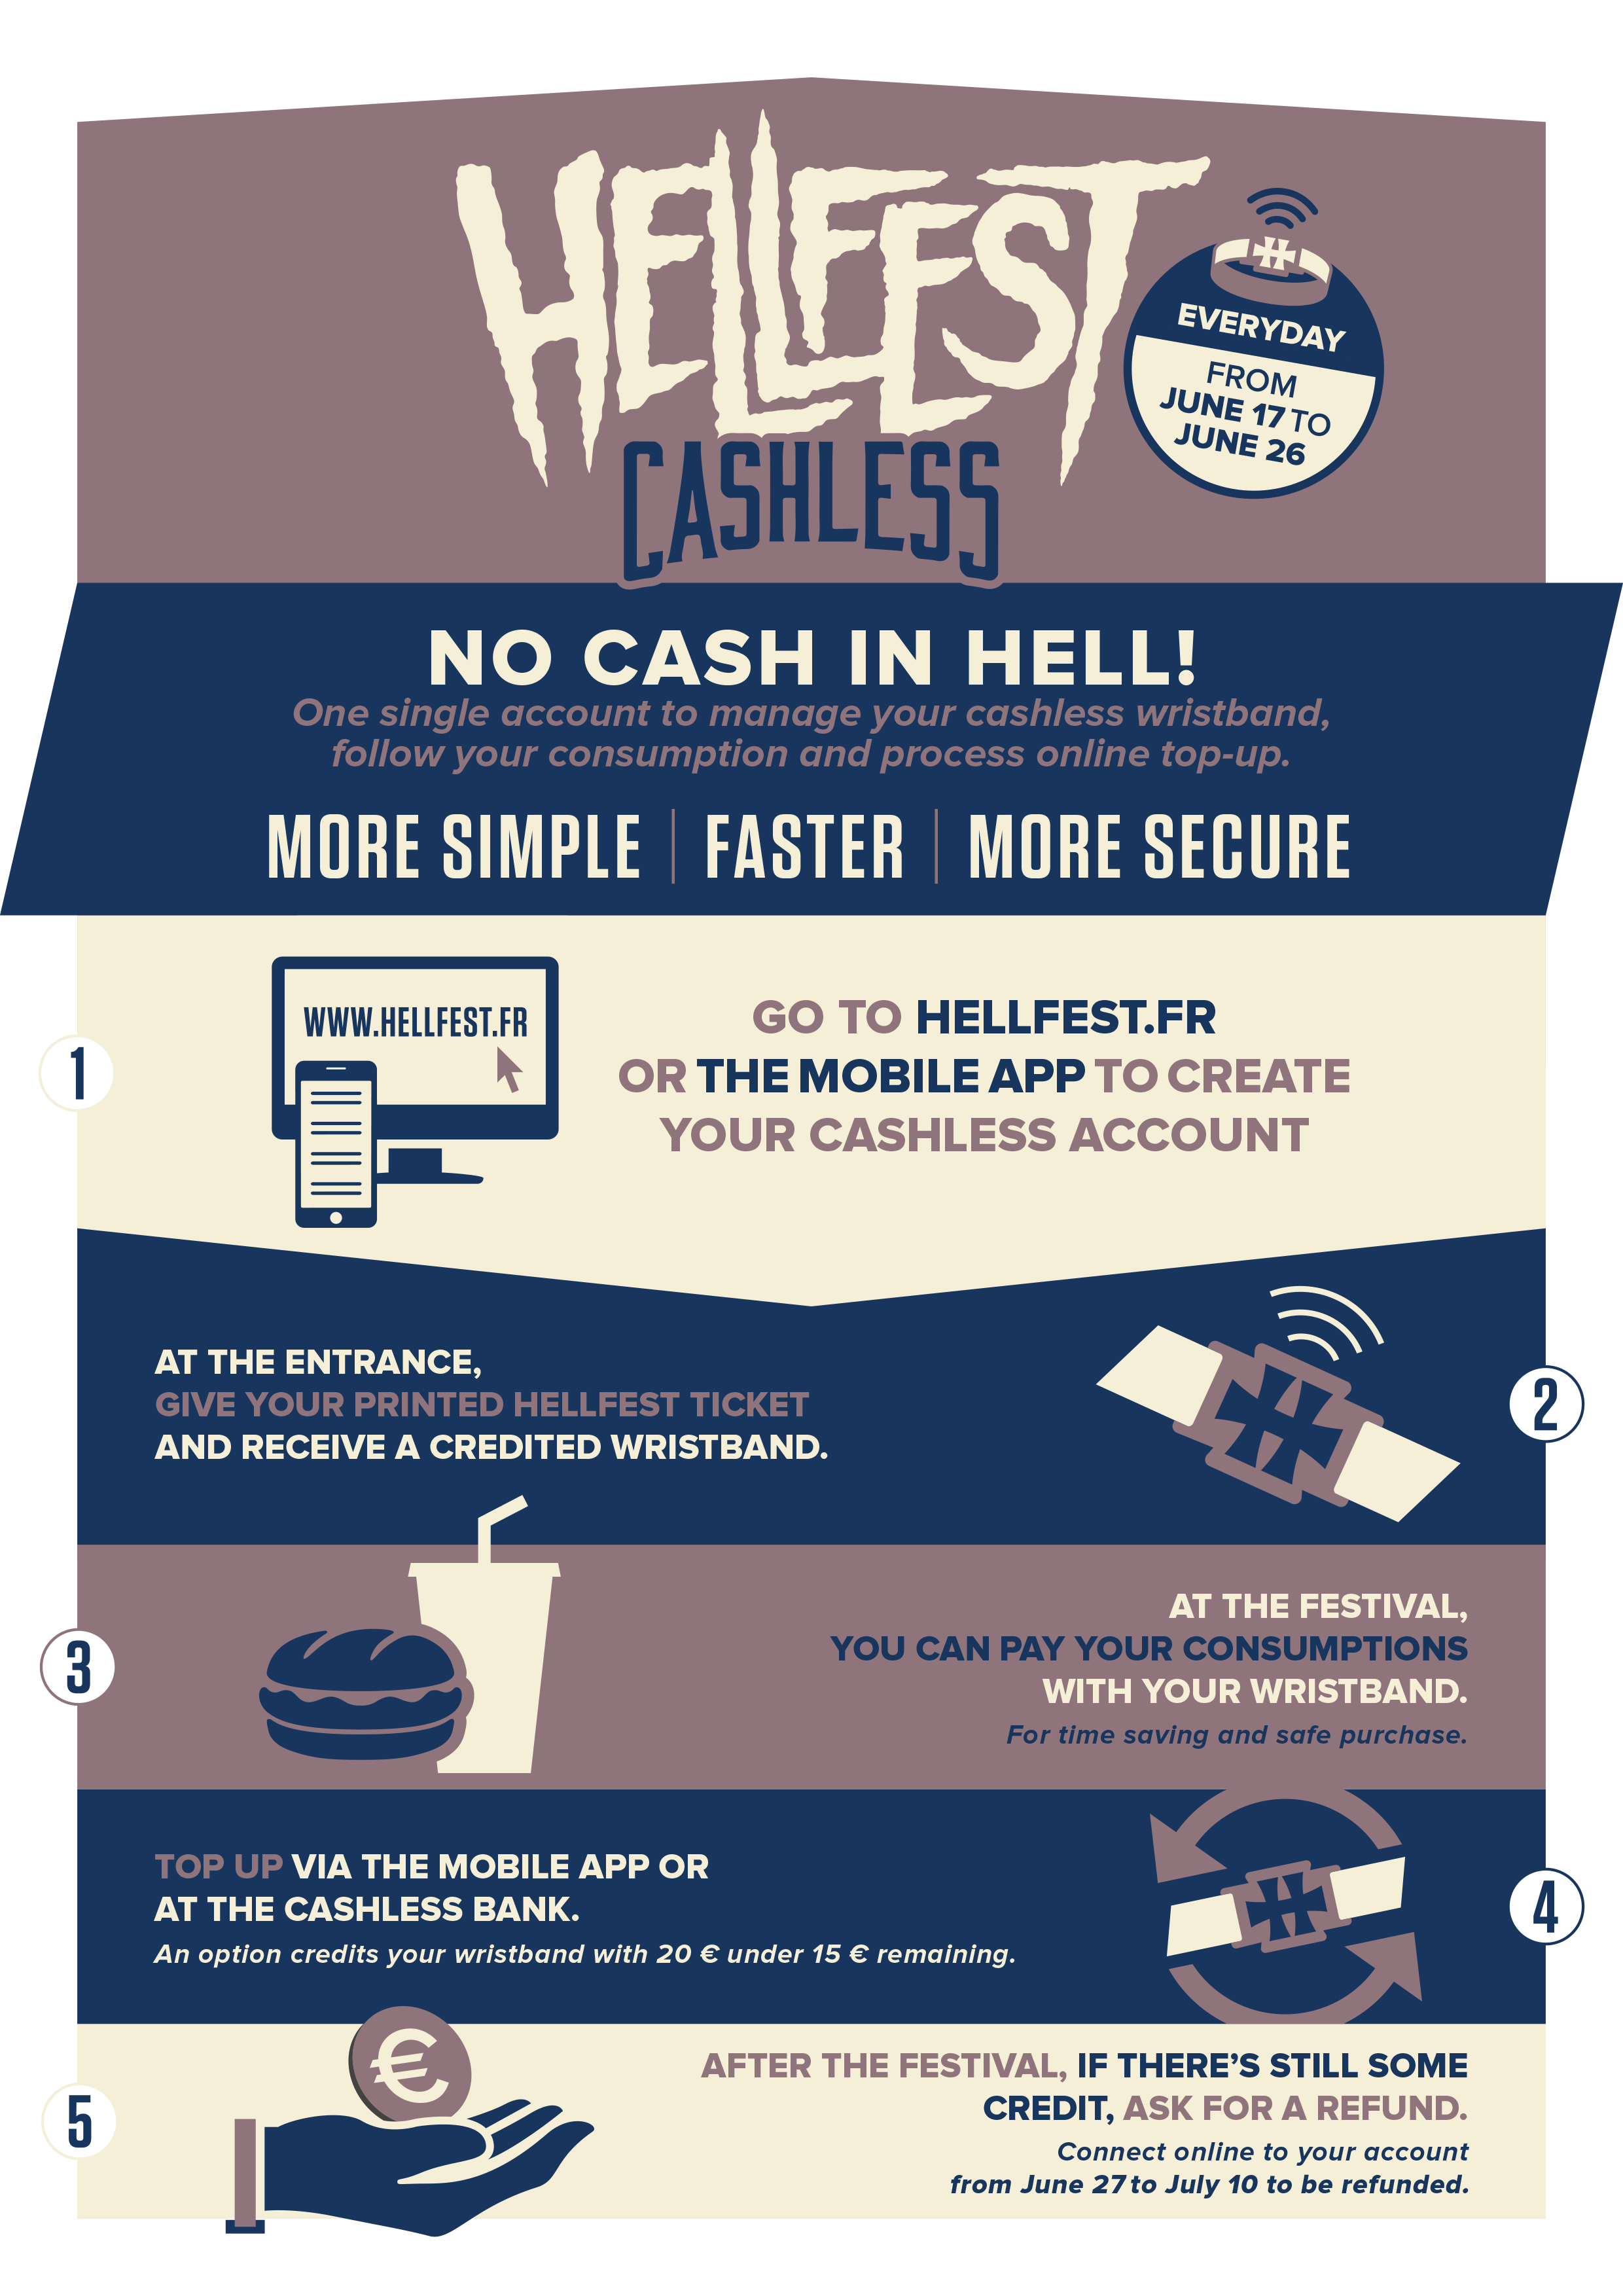 HELLFEST
CASHLESS
EVERYDAY
FROM
JUNE 17 TO
JUNE 26
NO CASH IN HELL!
One single account to manage your cashless wristband,
follow your consumption and process online top-up.
MORE SIMPLE | FASTER | MORE SECURE
1
WWW.HELLFEST.FR
GO TO HELLFEST.FR
OR THE MOBILE APP TO CREATE
YOUR CASHLESS ACCOUNT
2
AT THE ENTRANCE,
GIVE YOUR PRINTED HELLFEST TICKET
AND RECEIVE A CREDITED WRISTBAND.
3
AT THE FESTIVAL,
YOU CAN PAY YOUR CONSUMPTIONS
WITH YOUR WRISTBAND.
For time saving and safe purchase.
4
TOP UP VIA THE MOBILE APP OR
AT THE CASHLESS BANK.
An option credits your wristband with 20 € under 15 € remaining.
5
€
AFTER THE FESTIVAL, IF THERE'S STILL SOME
CREDIT, ASK FOR A REFUND.
Connect online to your account
from June 27 to July 10 to be refunded.